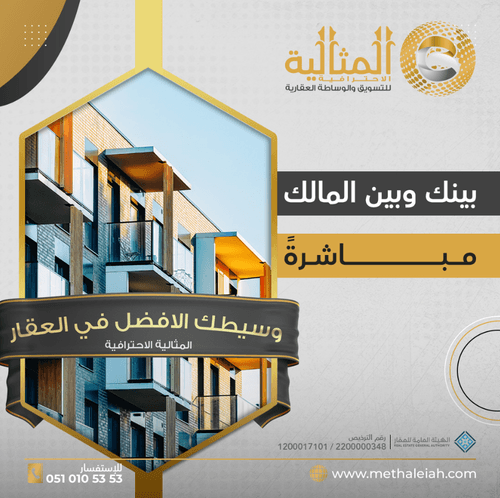 المثالية
الاحترافية
للتسويق والوساطة العقارية
بينك وبين المالك
مباشرةً
وسيطك الافضل في العقار
المثالية الاحترافية
الهيئة العامة للعقار
REAL ESTATE GENERAL AUTHORITY
رقم الترخيص
1200017101 / 2200000348
للإستفسار
051 010 53 53
www.methaleiah.com